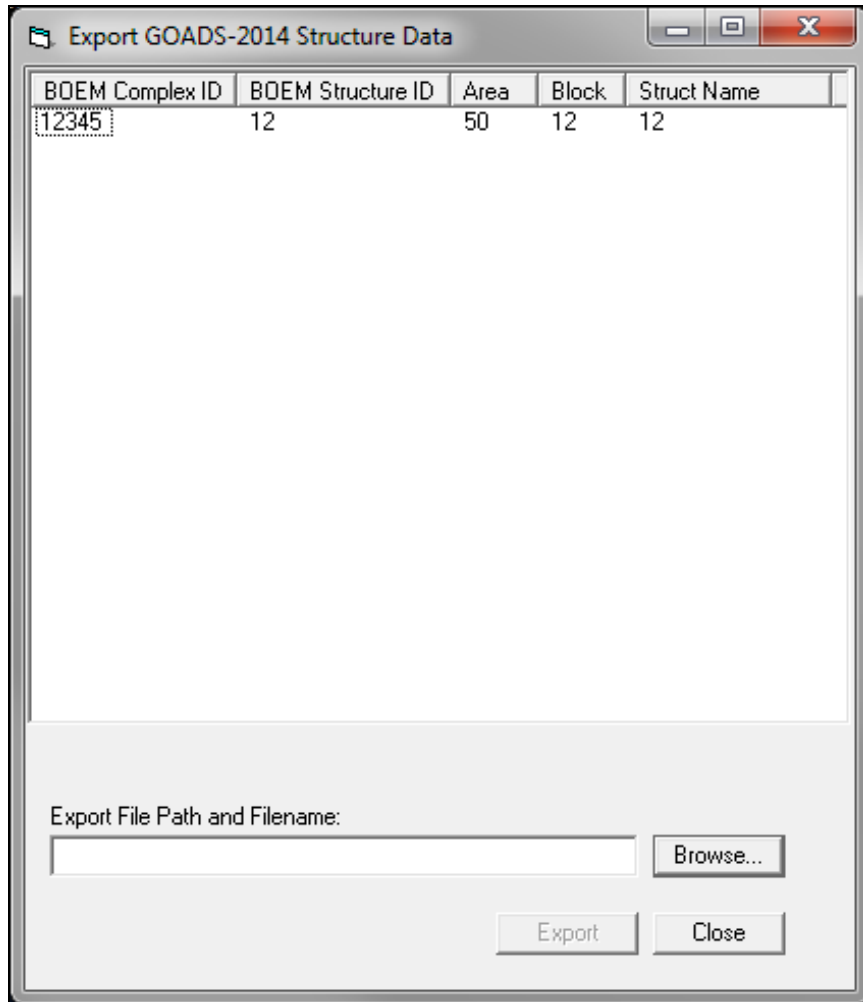 Export GOADS-2014 Structure Data
BOEM Complex ID BOEM Structure ID Area Block Struct Name
12345 12 50 12 12
Export File Path and Filename:
Browse...
Export Close